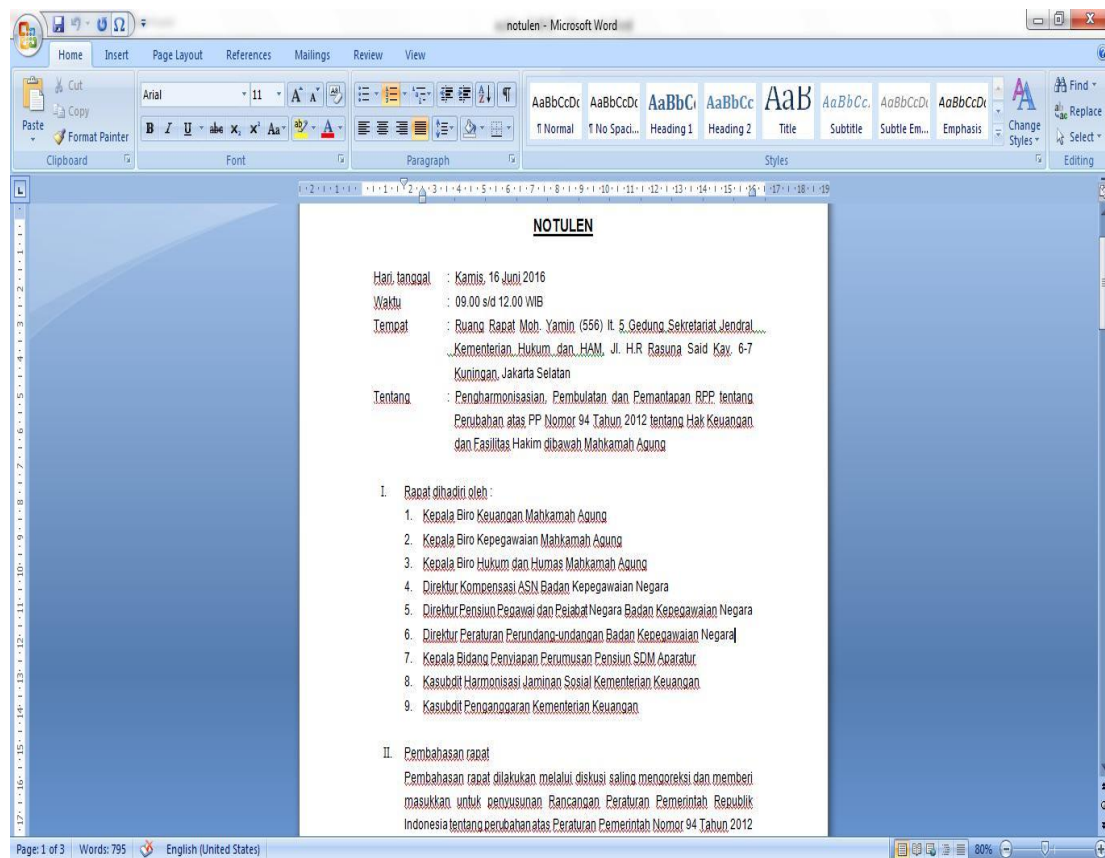 notulen - Microsoft Word
Home Insert Page Layout References Mailings Review View
Cut
Copy
Paste
Format Painter
Clipboard
Arial 11
Font
Paragraph
AaBbCcDc AaBbCcDc AaBbC AaBbCc AaB AaBbCc. AaBbCcDi AaBbCcDi
¶ Normal ¶ No Spaci... Heading 1 Heading 2 Title Subtitle Subtle Em... Emphasis
Change Styles
Styles
Find
Replace
Select
Editing
NOTULEN
Hari, tanggal : Kamis, 16 Juni 2016
Waktu : 09.00 s/d 12.00 WIB
Tempat : Ruang Rapat Moh. Yamin (556) lt. 5 Gedung Sekretariat Jendral
Kementerian Hukum dan HAM, Jl. H.R Rasuna Said Kav. 6-7
Kuningan, Jakarta Selatan
Tentang : Pengharmonisasian, Pembulatan dan Pemantapan RPP tentang
Perubahan atas PP Nomor 94 Tahun 2012 tentang Hak Keuangan
dan Fasilitas Hakim dibawah Mahkamah Agung
I. Rapat dihadiri oleh :
1. Kepala Biro Keuangan Mahkamah Agung
2. Kepala Biro Kepegawaian Mahkamah Agung
3. Kepala Biro Hukum dan Humas Mahkamah Agung
4. Direktur Kompensasi ASN Badan Kepegawaian Negara
5. Direktur Pensiun Pegawai dan Pejabat Negara Badan Kepegawaian Negara
6. Direktur Peraturan Perundang-undangan Badan Kepegawaian Negara
7. Kepala Bidang Penyiapan Perumusan Pensiun SDM Aparatur
8. Kasubdit Harmonisasi Jaminan Sosial Kementerian Keuangan
9. Kasubdit Penganggaran Kementerian Keuangan
II. Pembahasan rapat
Pembahasan rapat dilakukan melalui diskusi saling mengoreksi dan memberi
masukkan untuk penyusunan Rancangan Peraturan Pemerintah Republik
Indonesia tentang perubahan atas Peraturan Pemerintah Nomor 94 Tahun 2012
Page: 1 of 3 Words: 795 English (United States) 80%